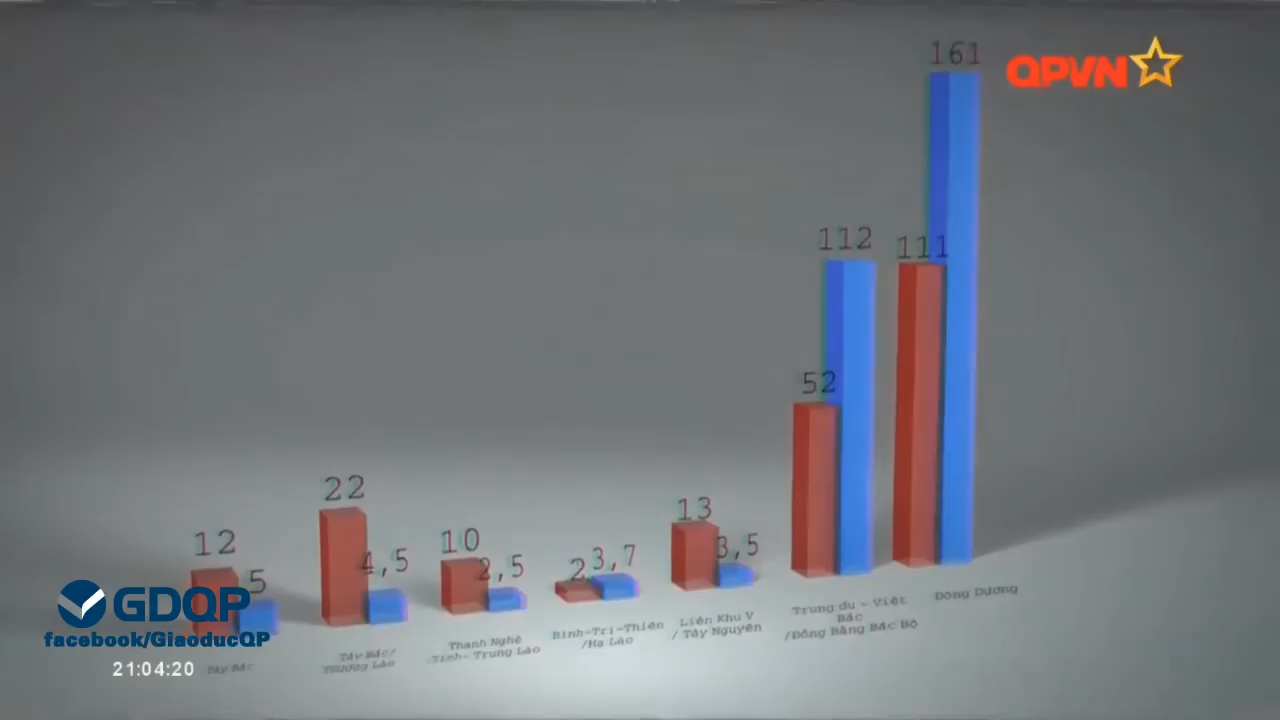 161
QPVN
112
111
52
22
13
12
10
4,5
2,5
2
3,7
3,5
5
GDQP
facebook/GiaoducQP
21:04:20
Tây Bắc
Tây Bắc/
Thượng Lào
Thanh Nghệ
Tĩnh- Trung Lào
Bình-Trị-Thiên
/Hạ Lào
Liên Khu V
/ Tây Nguyên
Trung du - Việt
Bắc
/Đồng Bằng Bắc Bộ
Đông Dương